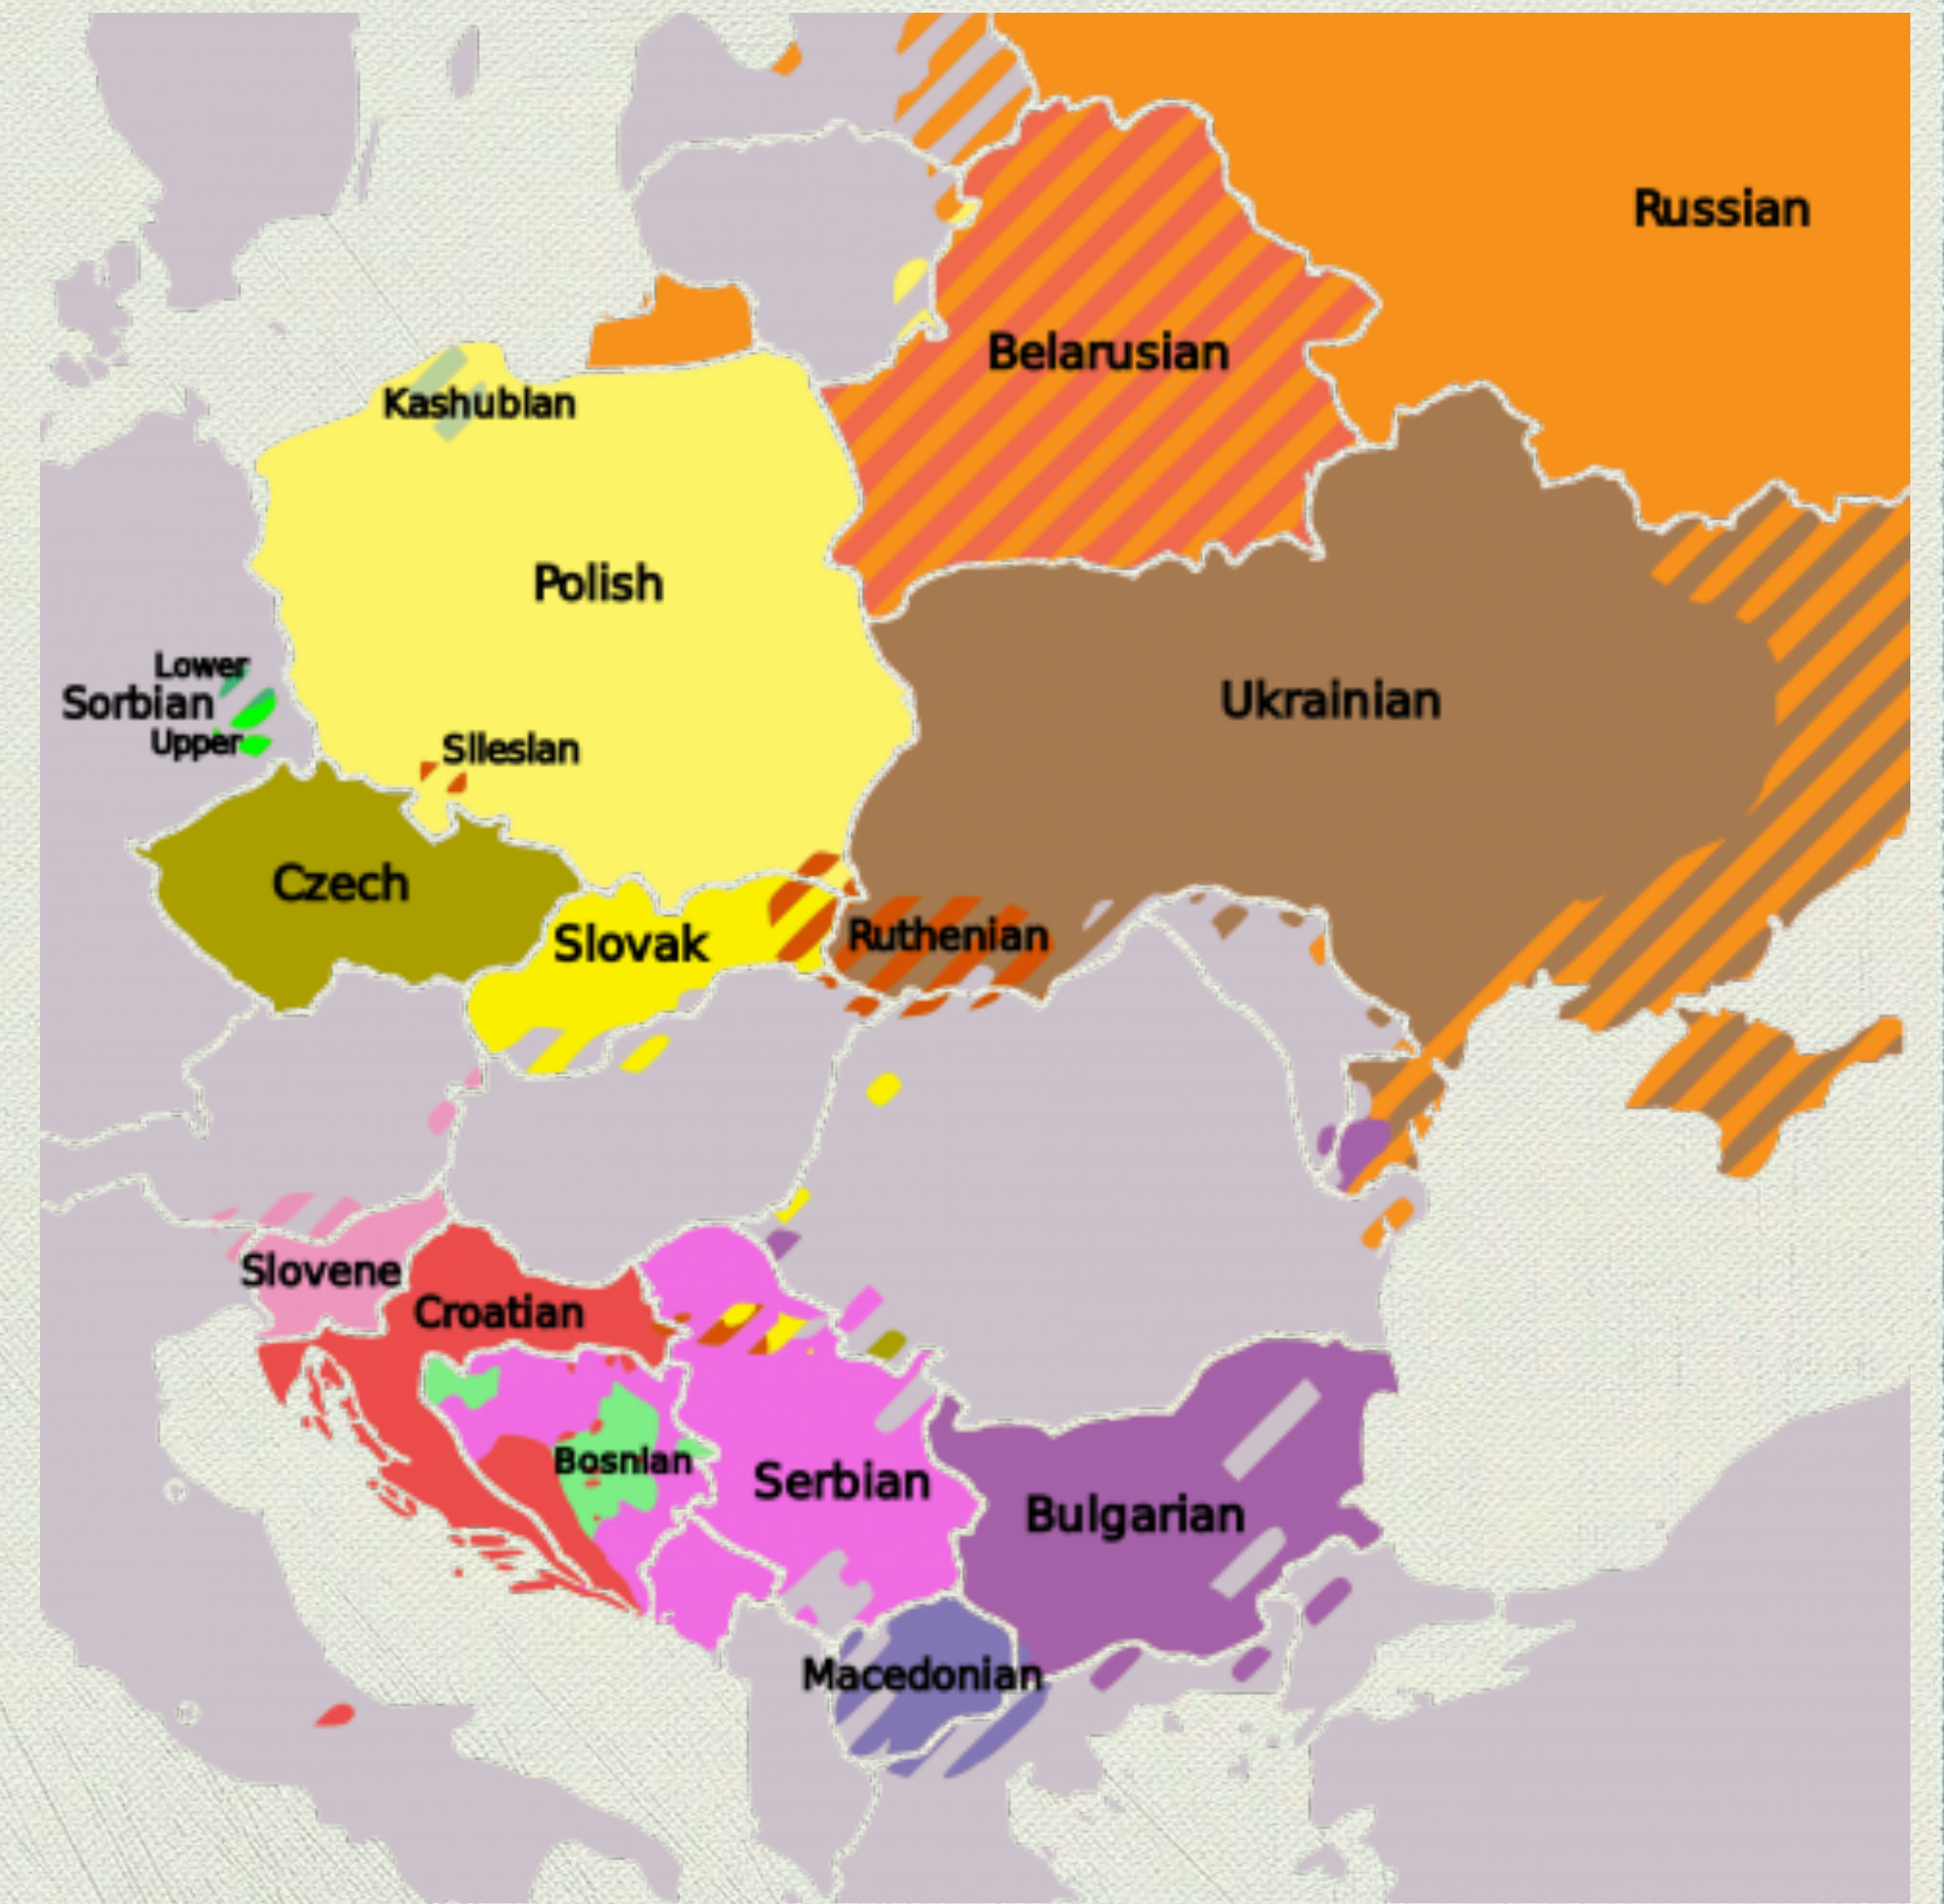 Russian
Belarusian
Kashubian
Polish
Lower
Sorbian
Upper
Silesian
Ukrainian
Czech
Slovak
Ruthenian
Slovene
Croatian
Bosnian
Serbian
Bulgarian
Macedonian